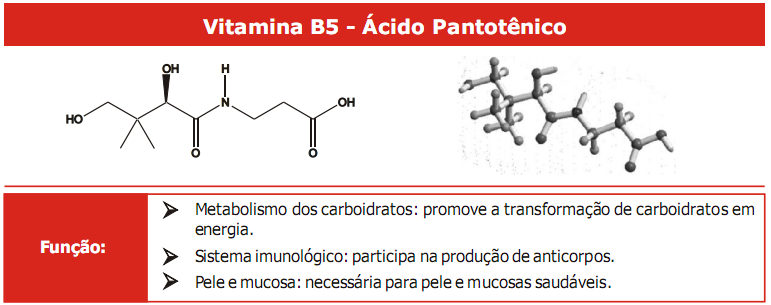 Vitamina B5 - Ácido Pantotênico
OH
H
N
HO
O
O
OH
Função:
Metabolismo dos carboidratos: promove a transformação de carboidratos em
energia.
Sistema imunológico: participa na produção de anticorpos.
Pele e mucosa: necessária para pele e mucosas saudáveis.